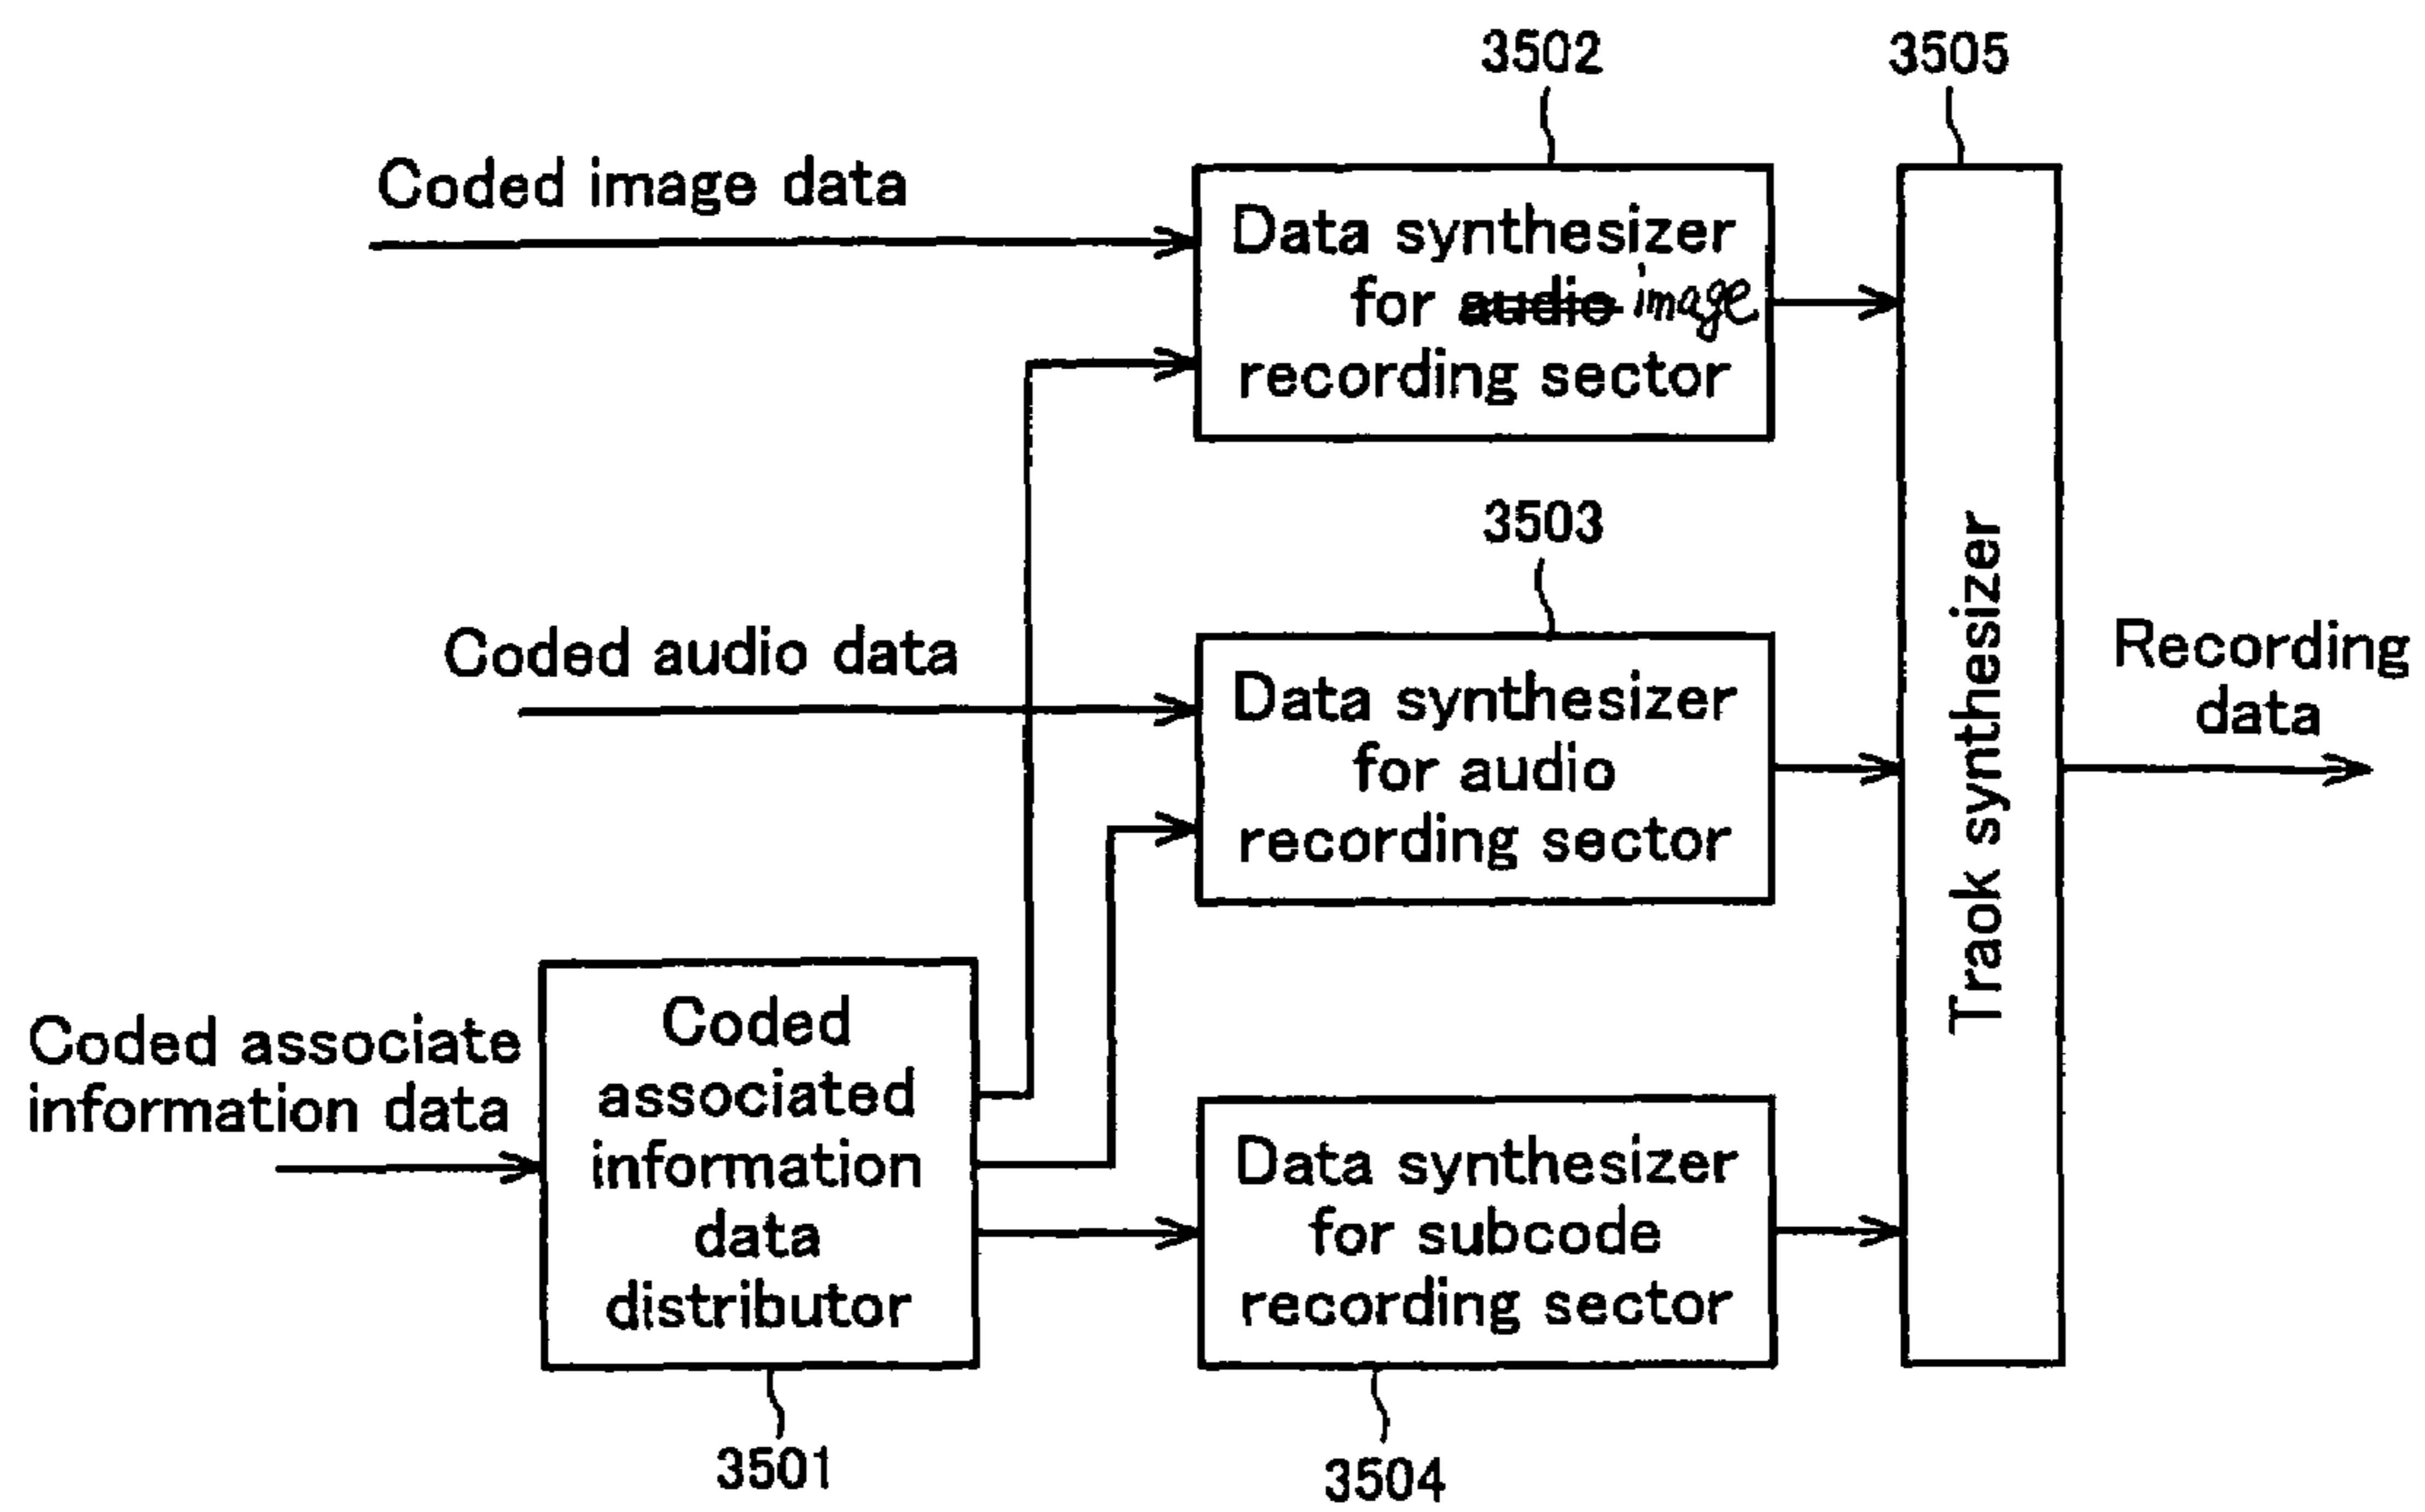 3502
3505
Coded image data
Data synthesizer
for audio image
recording sector
3503
Coded audio data
Data synthesizer
for audio
recording sector
Track synthesizer
Recording
data
Coded associate
information data
Coded
associated
information
data
distributor
Data synthesizer
for subcode
recording sector
3501
3504